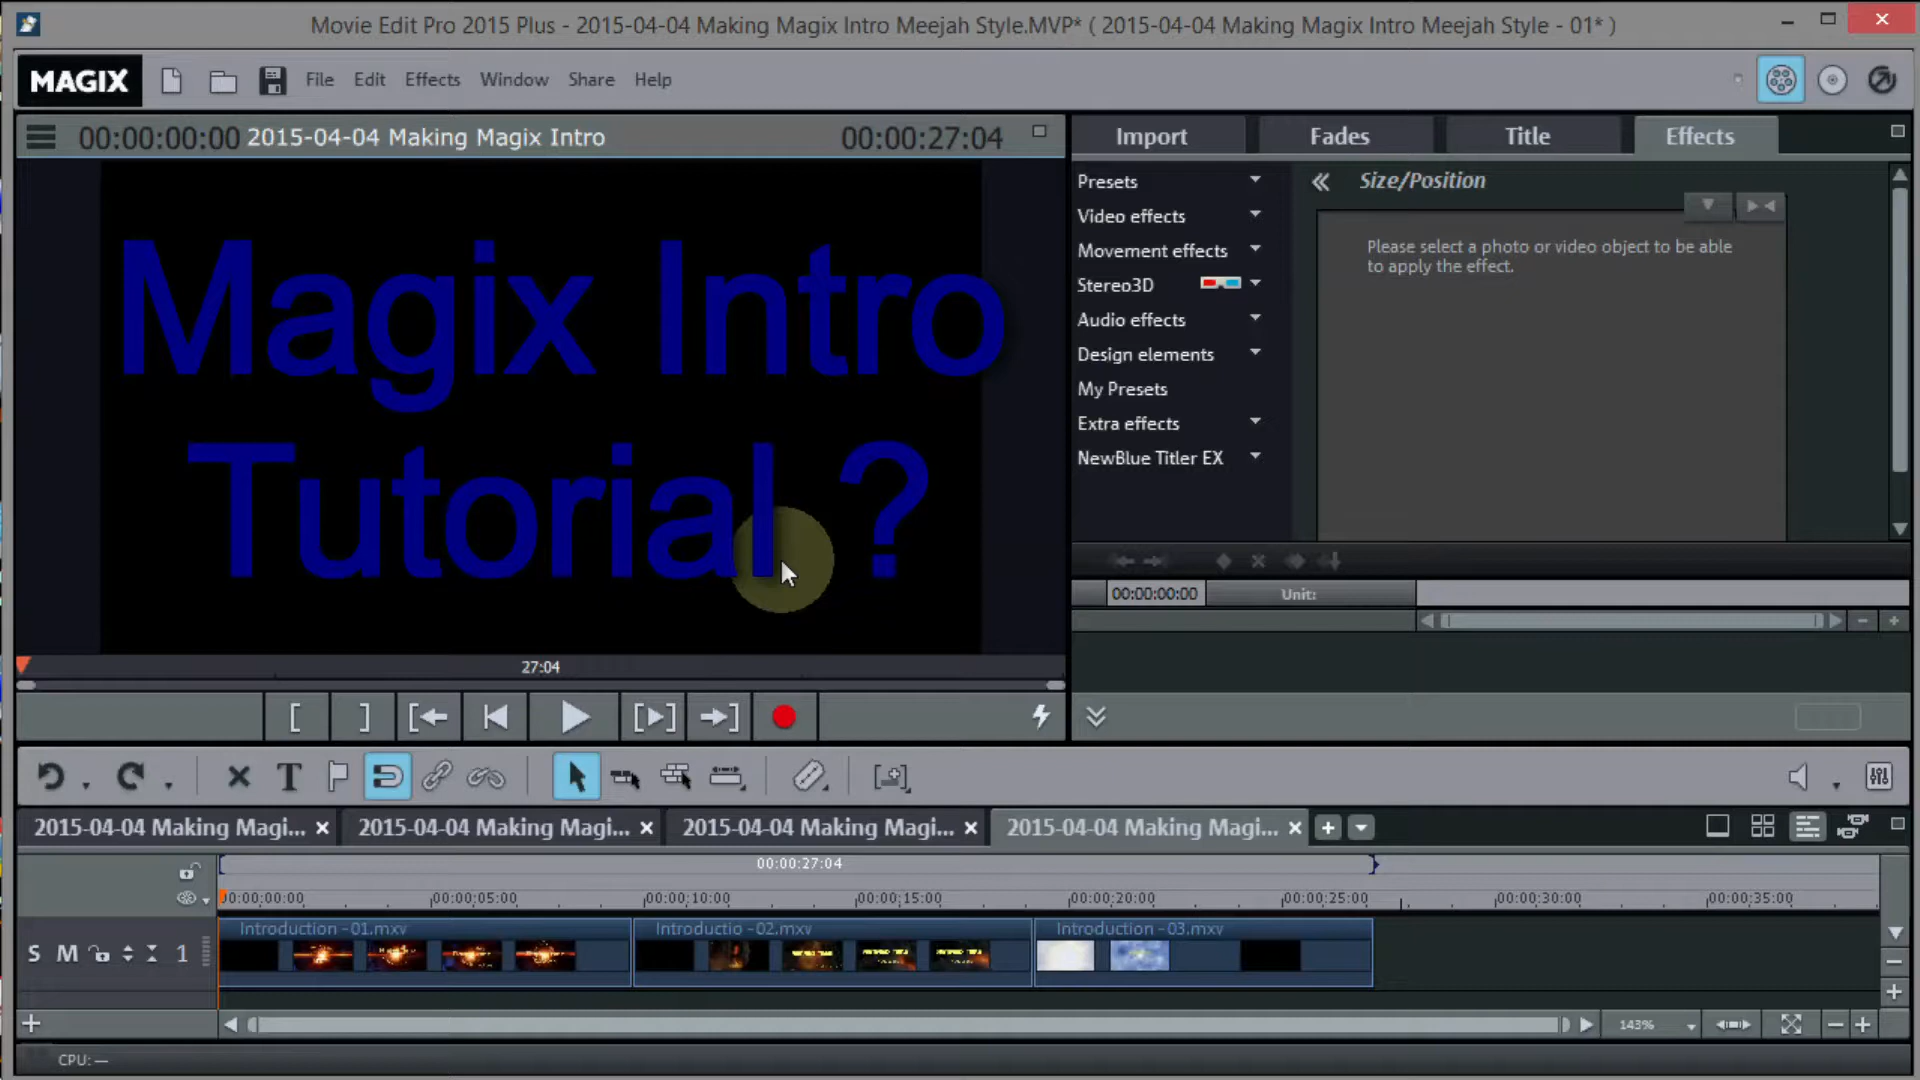 Movie Edit Pro 2015 Plus - 2015-04-04 Making Magix Intro Meejah Style.MVP* ( 2015-04-04 Making Magix Intro Meejah Style - 01* )
MAGIX File Edit Effects Window Share Help
00:00:00:00 2015-04-04 Making Magix Intro 00:00:27:04
Import Fades Title Effects
Magix Intro
Tutorial ?
Presets
Video effects
Movement effects
Stereo3D
Audio effects
Design elements
My Presets
Extra effects
NewBlue Titler EX
Size/Position
Please select a photo or video object to be able
to apply the effect.
00:00:00:00 Unit:
27:04
2015-04-04 Making Magi... 2015-04-04 Making Magi... 2015-04-04 Making Magi... 2015-04-04 Making Magi...
00:00:27:04
00:00:00:00 00:00:05:00 00:00:10:00 00:00:15:00 00:00:20:00 00:00:25:00 00:00:30:00 00:00:35:00
Introduction -01.mxv Introductio -02.mxv Introduction -03.mxv
S M 1
143%
CPU: —